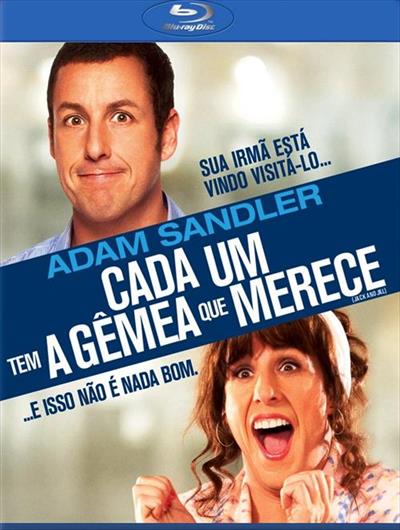 Blu-ray Disc
SUA IRMÃ ESTÁ
VINDO VISITÁ-LO...
ADAM SANDLER
CADA UM
TEM A GÊMEA QUE MERECE
(JACK AND JILL)
...E ISSO NÃO É NADA BOM.